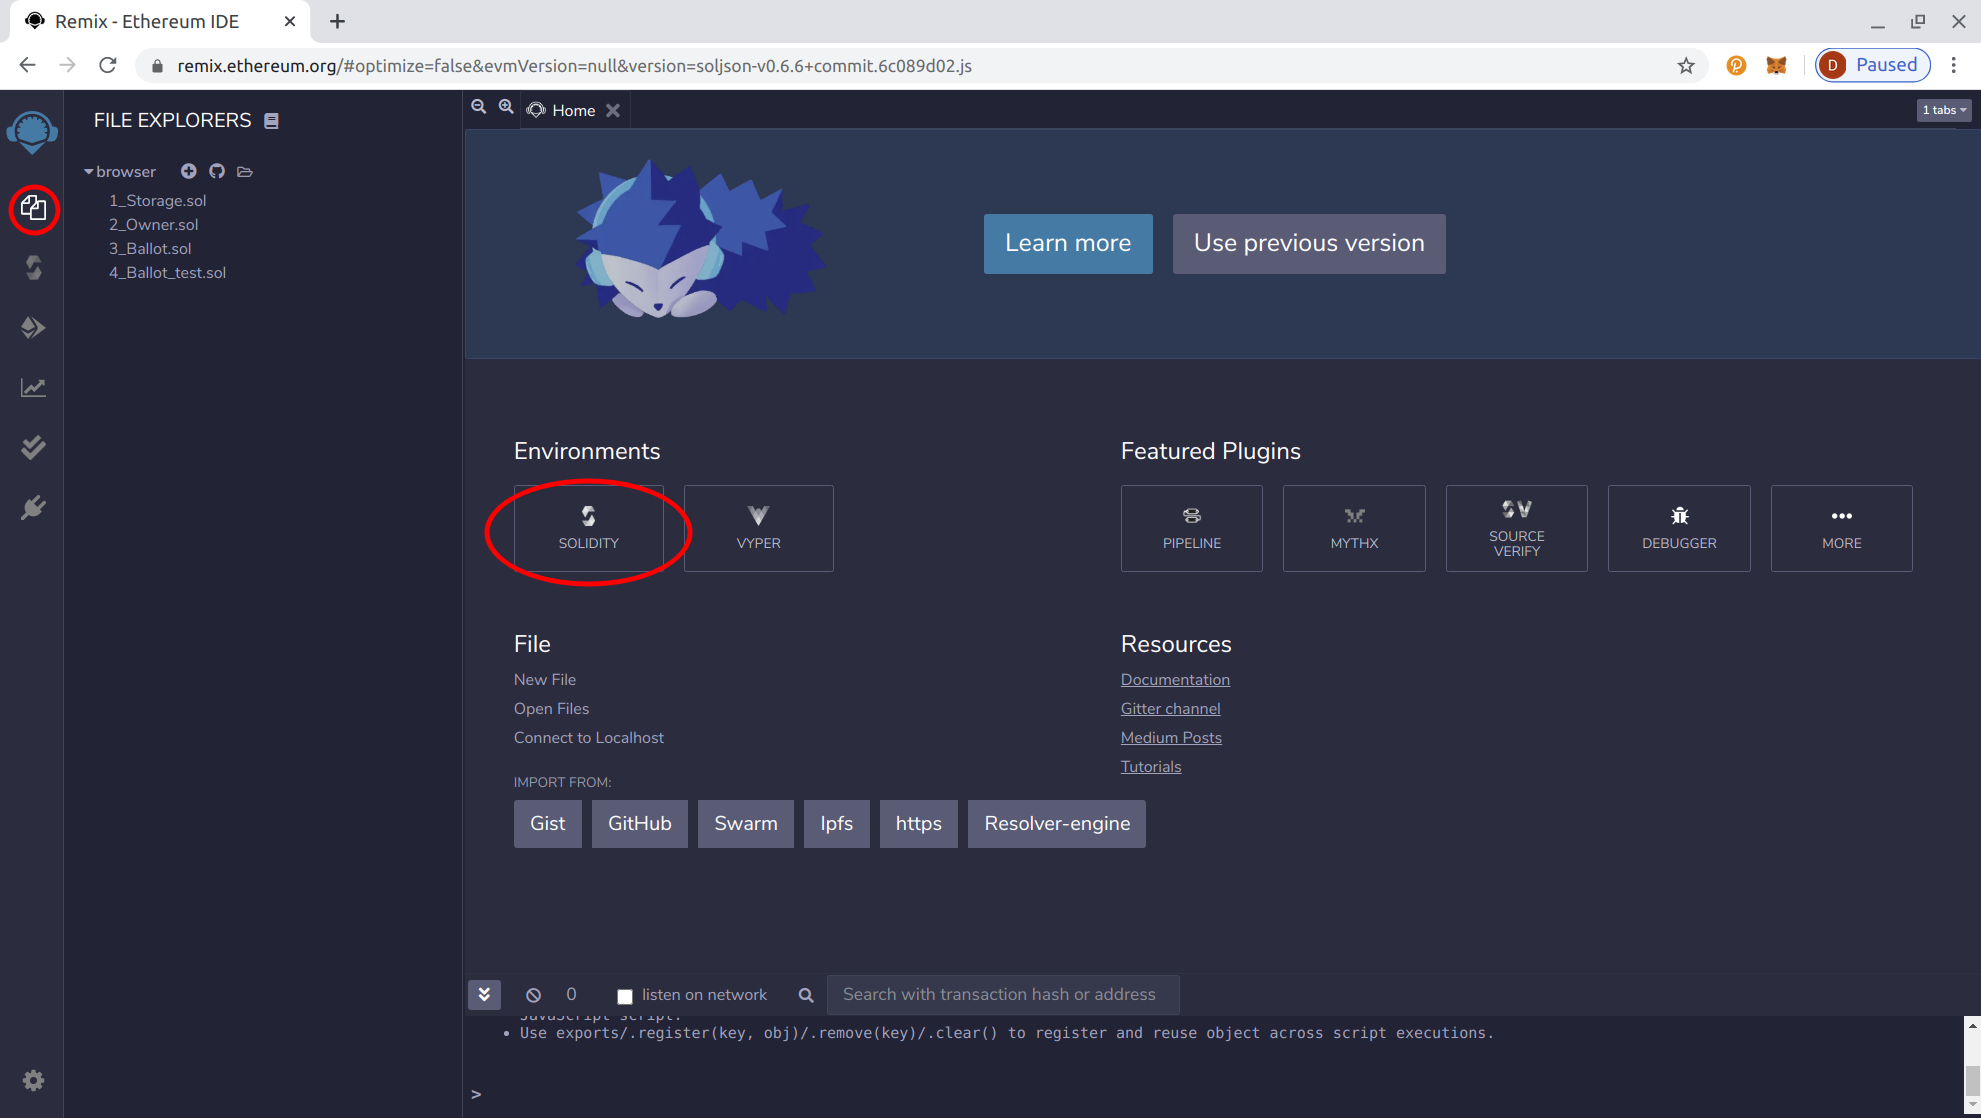 Remix - Ethereum IDE
remix.ethereum.org/#optimize=false&evmVersion=null&version=soljson-v0.6.6+commit.6c089d02.js
D Paused
FILE EXPLORERS
browser
1_Storage.sol
2_Owner.sol
3_Ballot.sol
4_Ballot_test.sol
Home
1 tabs
Learn more
Use previous version
Environments
SOLIDITY
VYPER
Featured Plugins
PIPELINE
MYTHX
SOURCE
VERIFY
DEBUGGER
MORE
File
New File
Open Files
Connect to Localhost
IMPORT FROM:
Gist
GitHub
Swarm
Ipfs
https
Resolver-engine
Resources
Documentation
Gitter channel
Medium Posts
Tutorials
0
listen on network
Search with transaction hash or address
JavaScript script.
• Use exports/.register(key, obj)/.remove(key)/.clear() to register and reuse object across script executions.
>